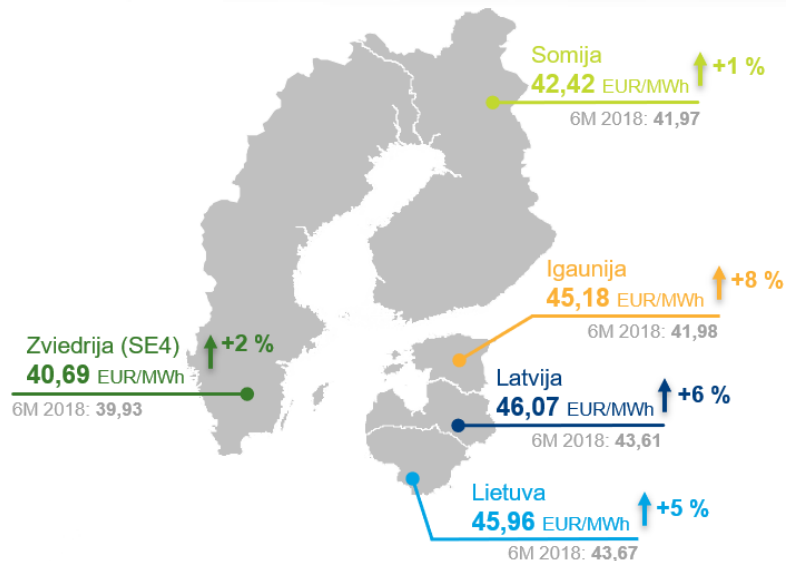 Somija
42,42 EUR/MWh
+1 %
6M 2018: 41,97
Igaunija
45,18 EUR/MWh
+8 %
6M 2018: 41,98
Zviedrija (SE4)
40,69 EUR/MWh
+2 %
6M 2018: 39,93
Latvija
46,07 EUR/MWh
+6 %
6M 2018: 43,61
Lietuva
45,96 EUR/MWh
+5 %
6M 2018: 43,67